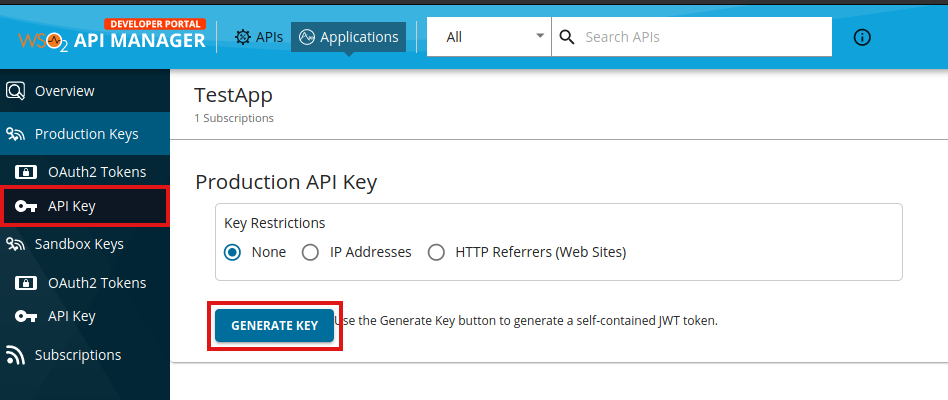 DEVELOPER PORTAL
WSO2 API MANAGER
APIs
Applications
All
Search APIs
Overview
Production Keys
OAuth2 Tokens
API Key
Sandbox Keys
OAuth2 Tokens
API Key
Subscriptions
TestApp
1 Subscriptions
Production API Key
Key Restrictions
None
IP Addresses
HTTP Referrers (Web Sites)
GENERATE KEY
Use the Generate Key button to generate a self-contained JWT token.